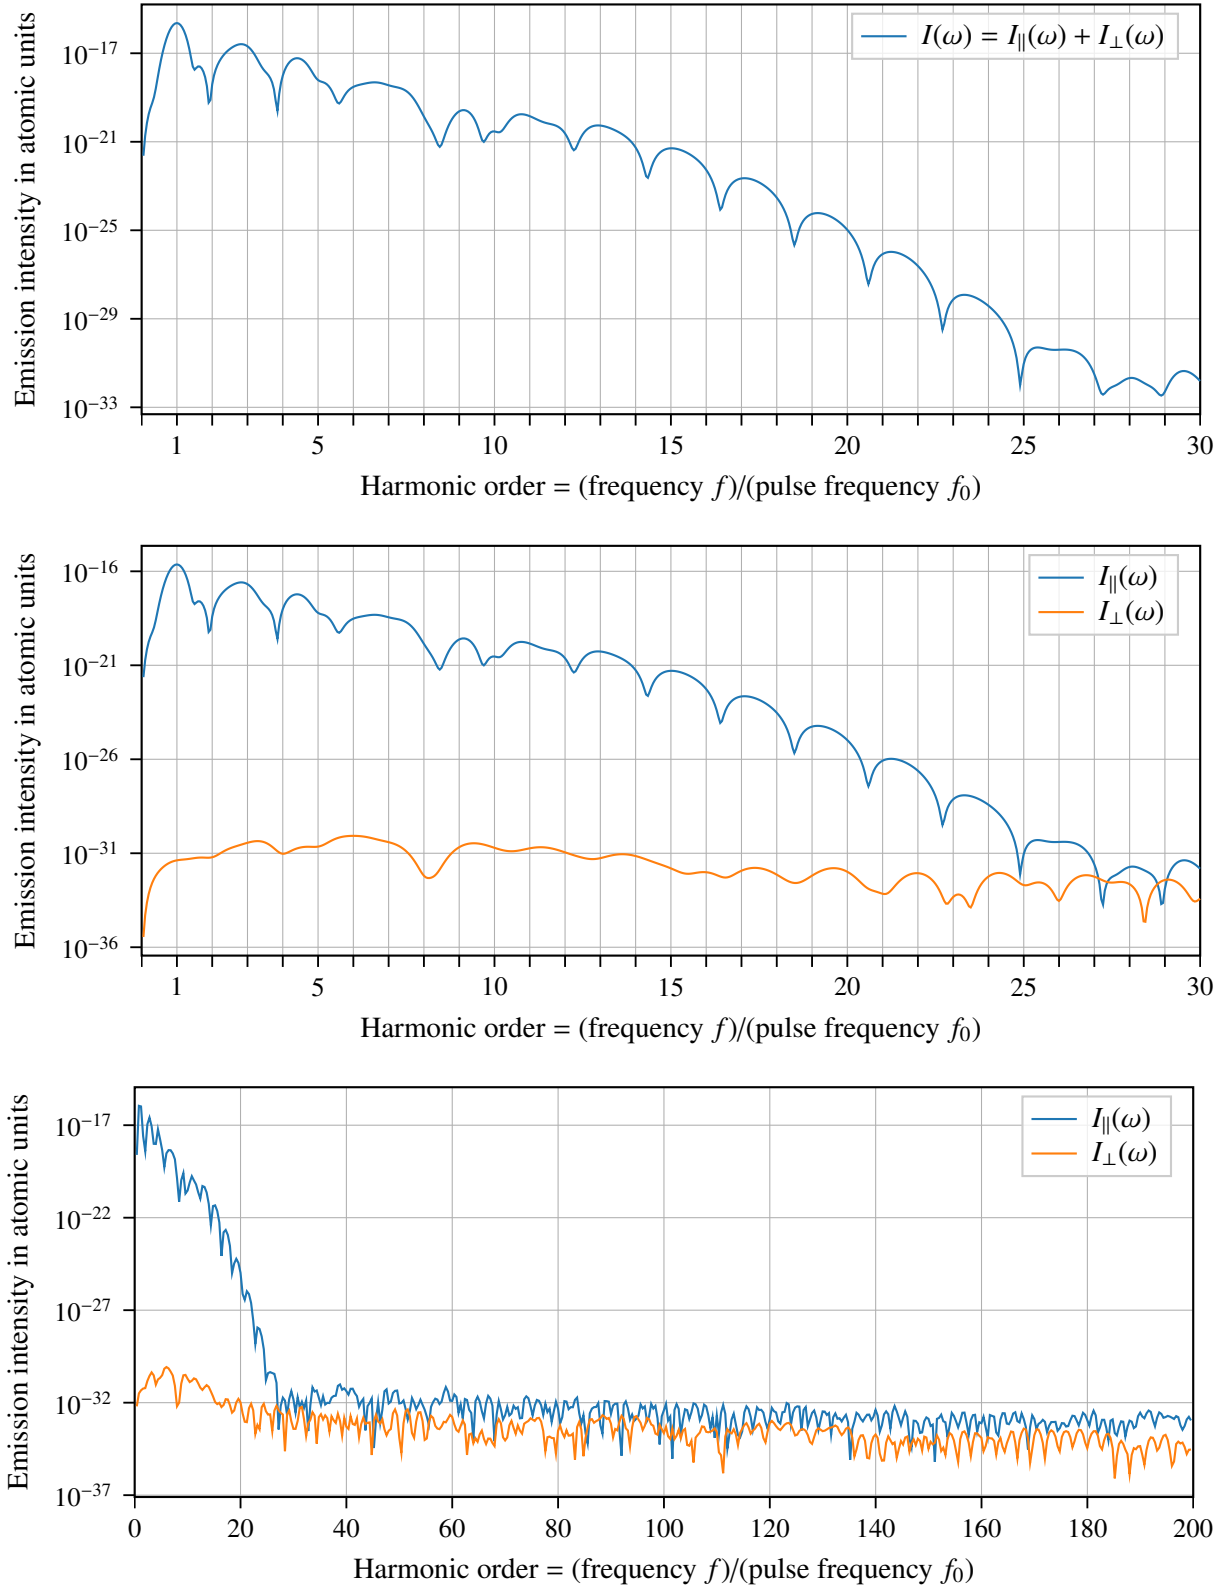 Emission intensity in atomic units
10⁻¹⁷
10⁻²¹
10⁻²⁵
10⁻²⁹
10⁻³³
I(ω) = I∥(ω) + I⊥(ω)
1 5 10 15 20 25 30
Harmonic order = (frequency f)/(pulse frequency f₀)
Emission intensity in atomic units
10⁻¹⁶
10⁻²¹
10⁻²⁶
10⁻³¹
10⁻³⁶
I∥(ω)
I⊥(ω)
1 5 10 15 20 25 30
Harmonic order = (frequency f)/(pulse frequency f₀)
Emission intensity in atomic units
10⁻¹⁷
10⁻²²
10⁻²⁷
10⁻³²
10⁻³⁷
I∥(ω)
I⊥(ω)
0 20 40 60 80 100 120 140 160 180 200
Harmonic order = (frequency f)/(pulse frequency f₀)